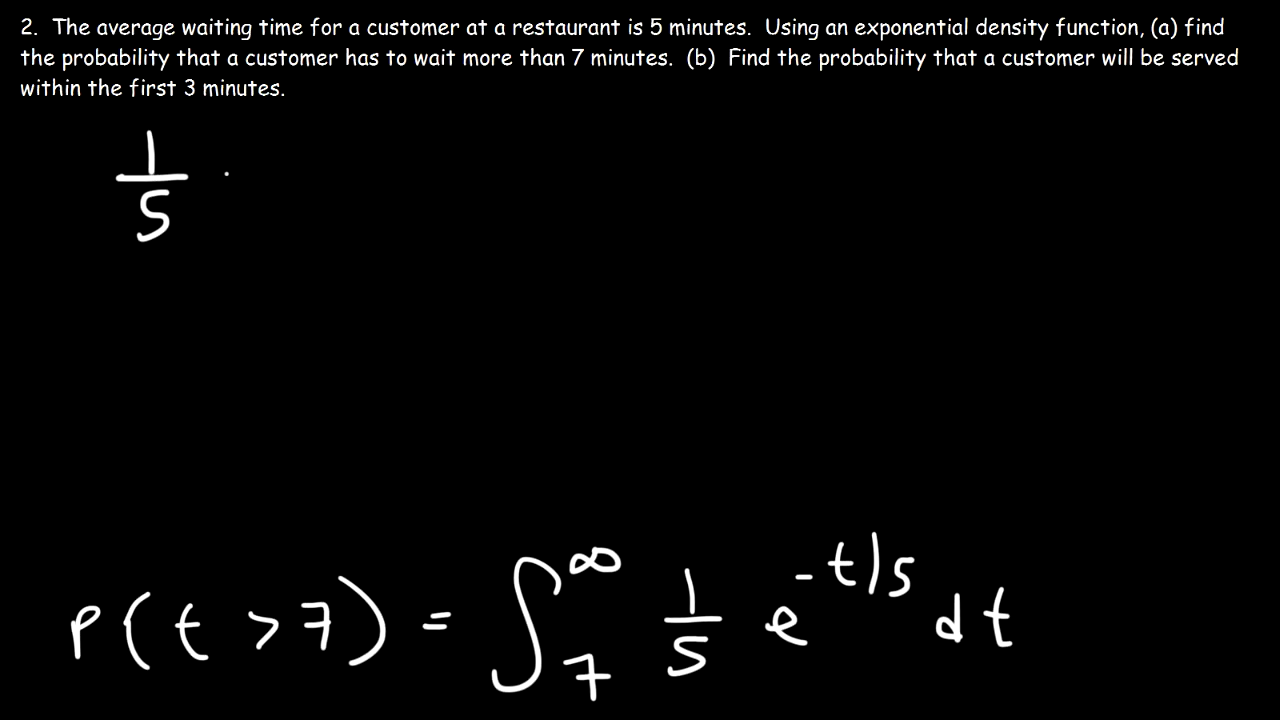 2. The average waiting time for a customer at a restaurant is 5 minutes. Using an exponential density function, (a) find
the probability that a customer has to wait more than 7 minutes. (b) Find the probability that a customer will be served
within the first 3 minutes.
1/5 .
P(t > 7) = ∫₇^∞ 1/5 e^(-t/5) dt